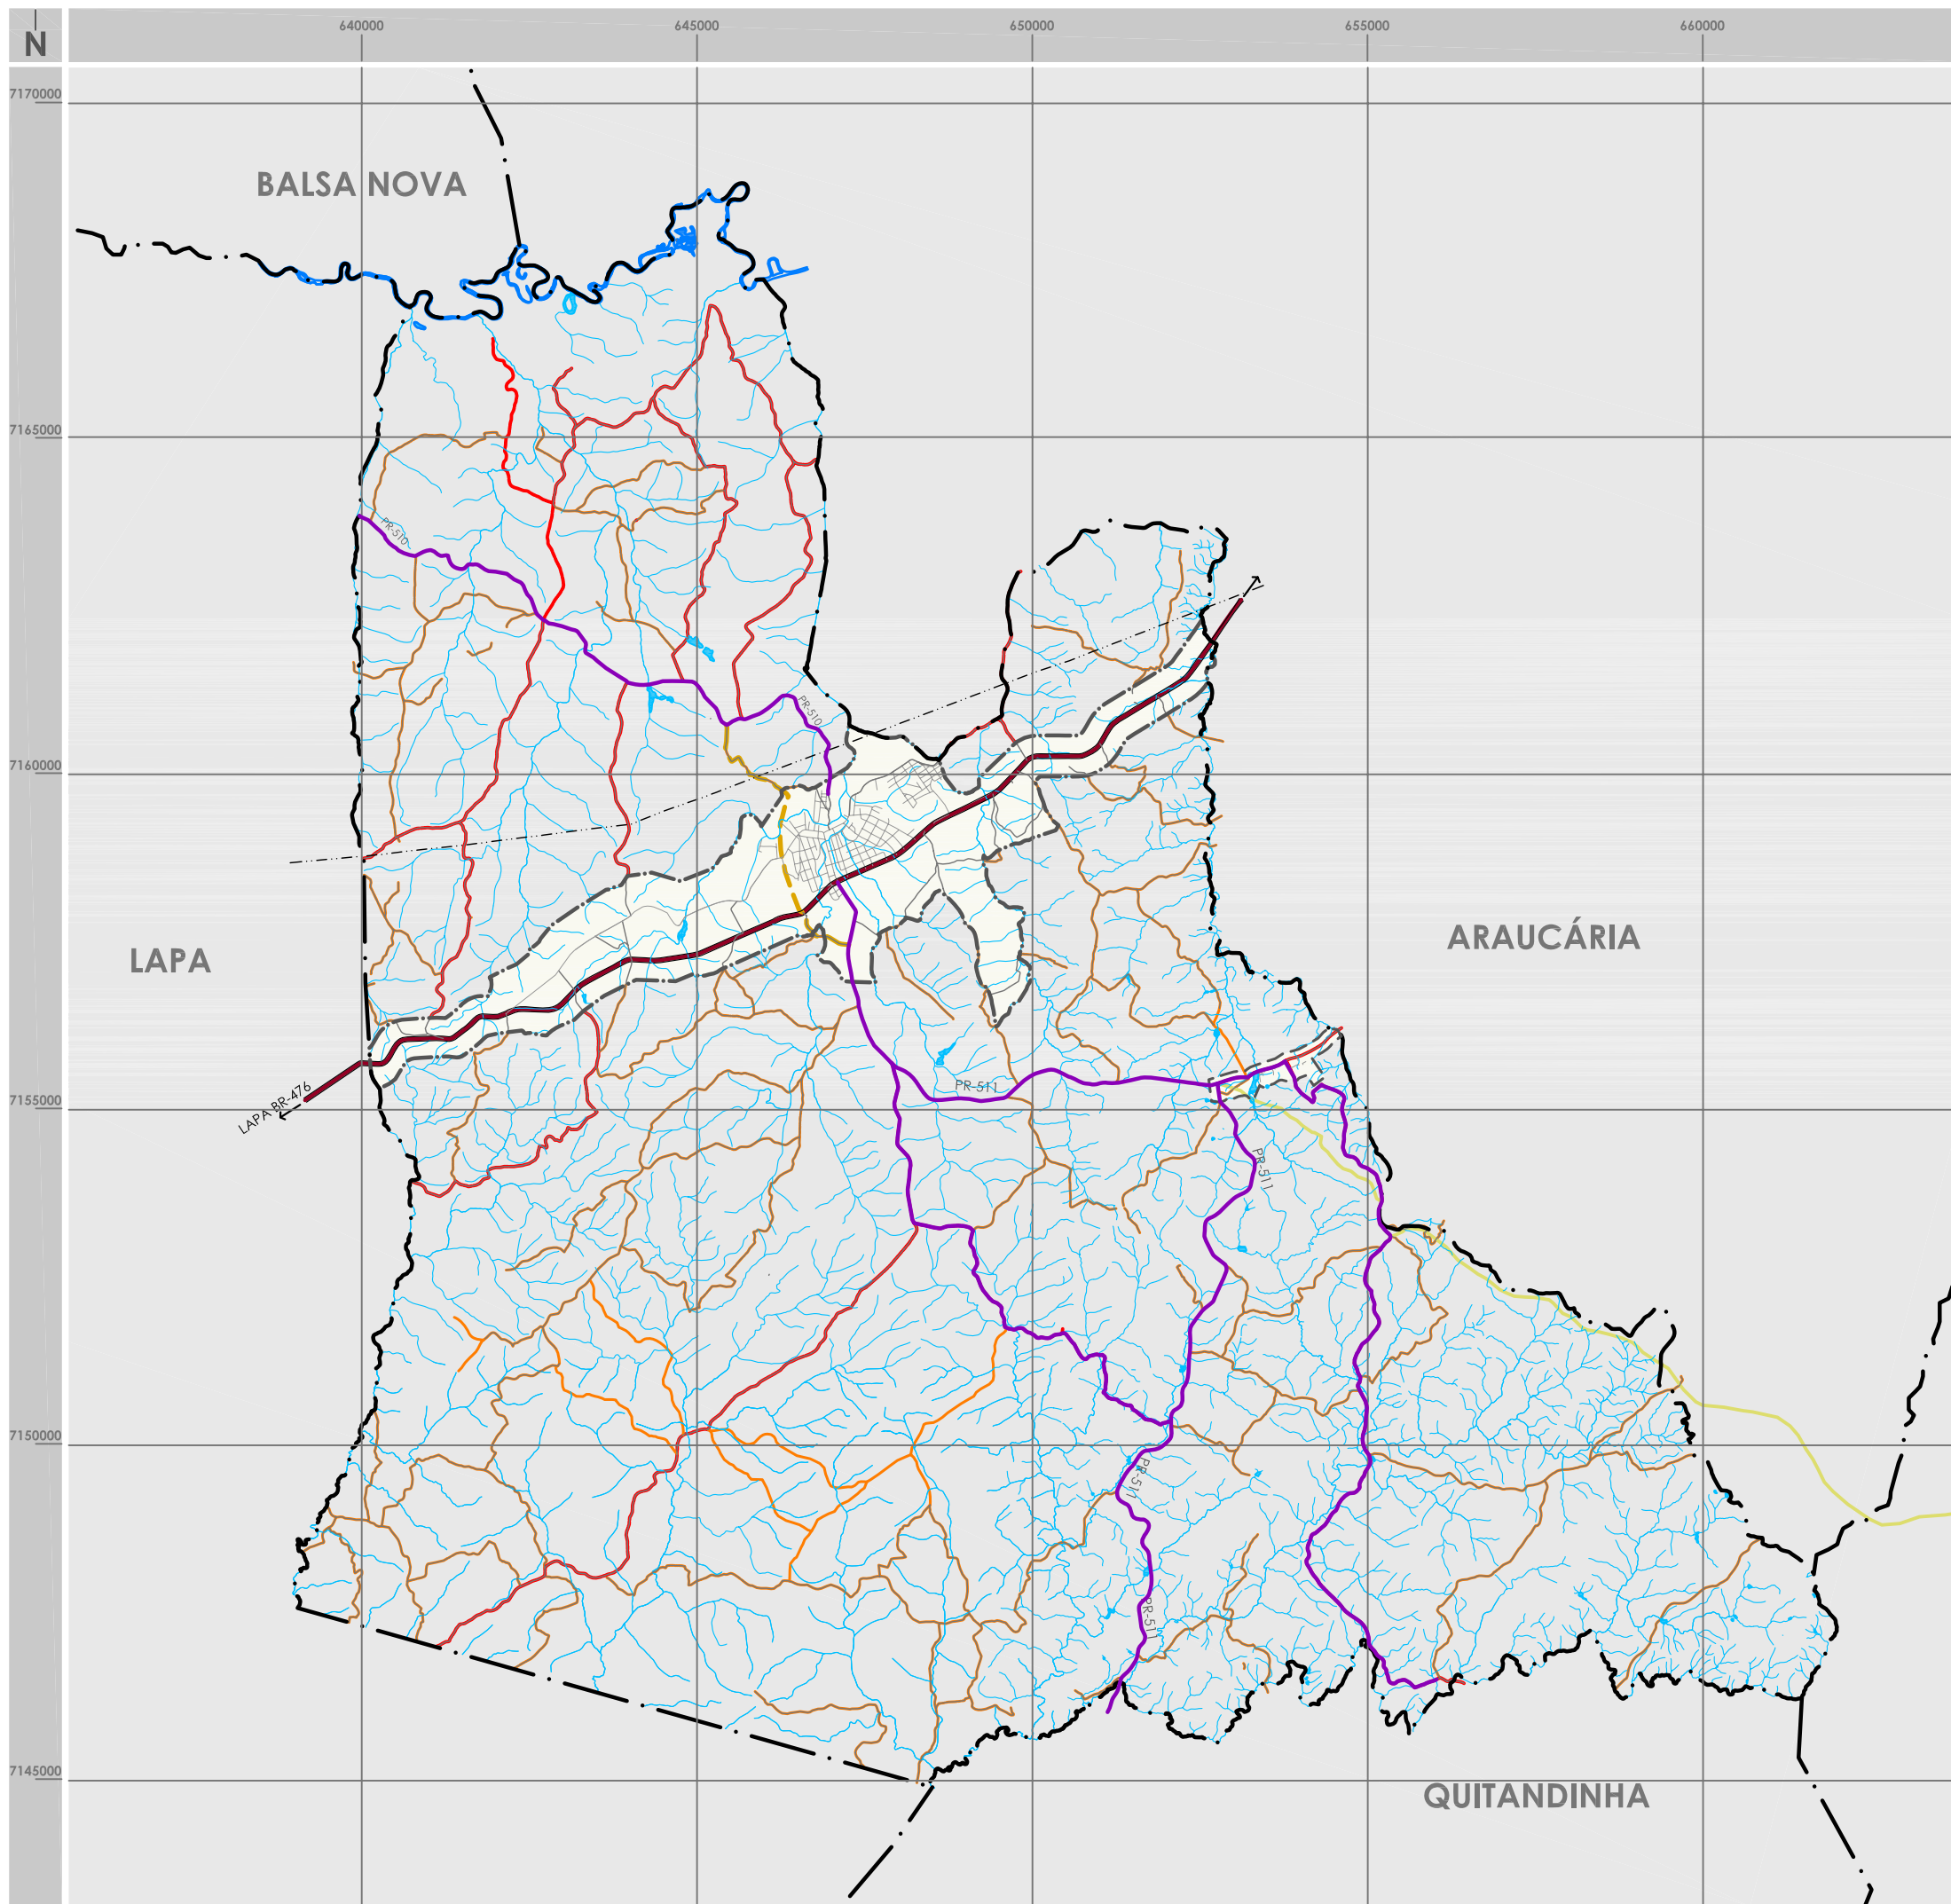 640000
645000
650000
655000
660000
N
7170000
BALSA NOVA
7165000
PR-510
PR-510
7160000
ARAUCÁRIA
LAPA
PR-511
LAPA BR-476
7155000
PR-511
7150000
PR-511
PR-511
7145000
QUITANDINHA